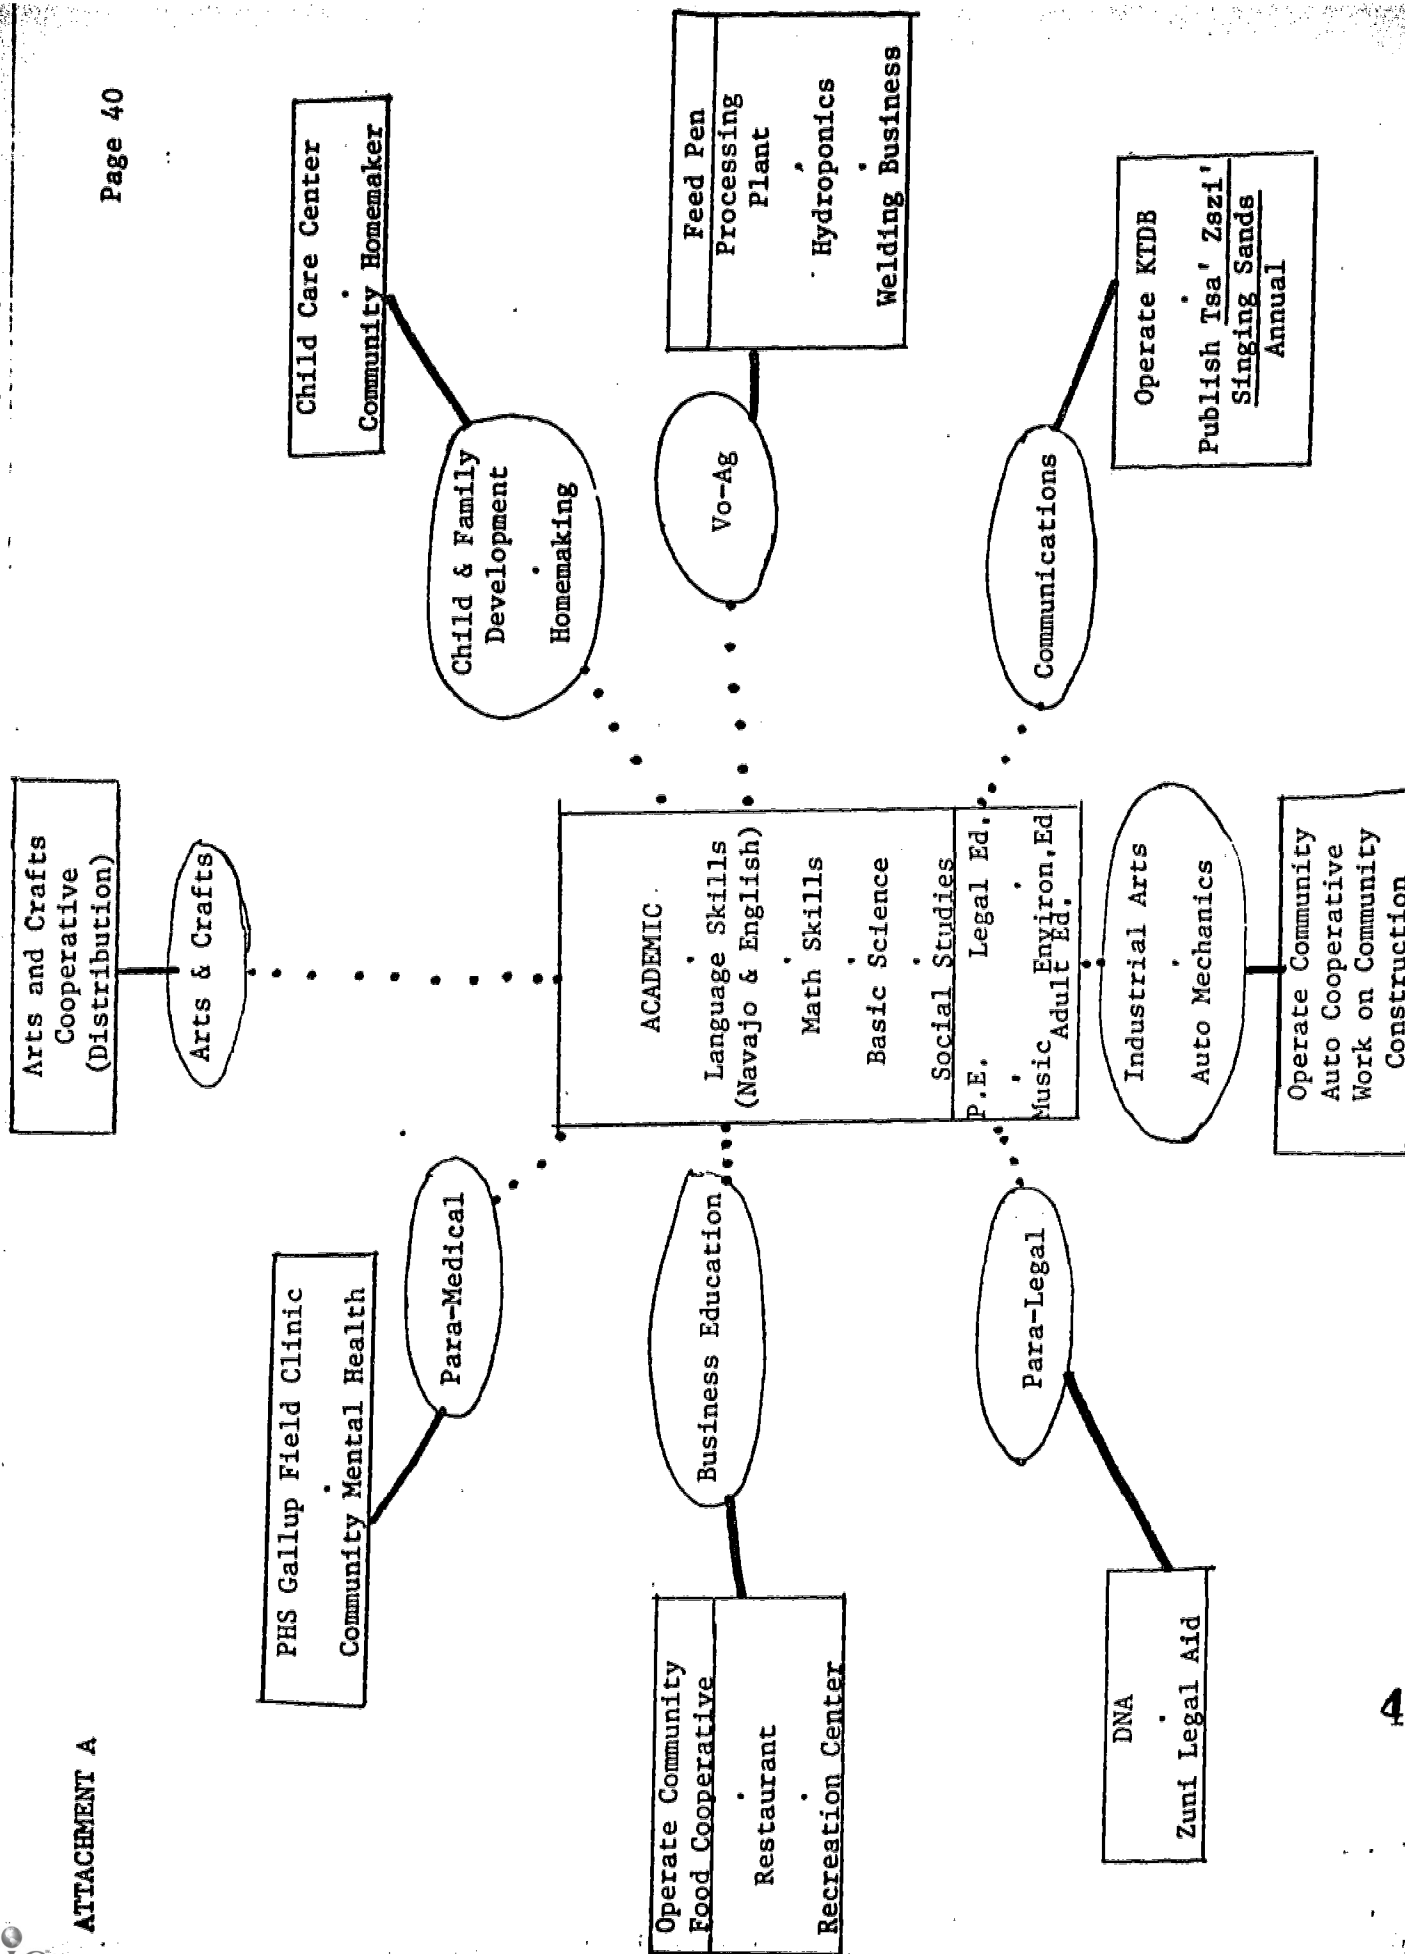 ATTACHMENT A
Page 40
Arts and Crafts
Cooperative
(Distribution)
Arts & Crafts
PHS Gallup Field Clinic
.
Community Mental Health
Para-Medical
Child Care Center
.
Community Homemaker
Child & Family
Development
.
Homemaking
Operate Community
Food Cooperative
.
Restaurant
.
Recreation Center
Business Education
ACADEMIC
.
Language Skills
(Navajo & English)
.
Math Skills
.
Basic Science
.
Social Studies
P.E. Legal Ed.
. .
Music Environ.Ed
Adult Ed.
Vo-Ag
Feed Pen
Processing
Plant
.
Hydroponics
.
Welding Business
Para-Legal
DNA
.
Zuni Legal Aid
Industrial Arts
.
Auto Mechanics
Operate Community
Auto Cooperative
Work on Community
Construction
Communications
Operate KTDB
.
Publish Tsa' Zszi'
Singing Sands
Annual